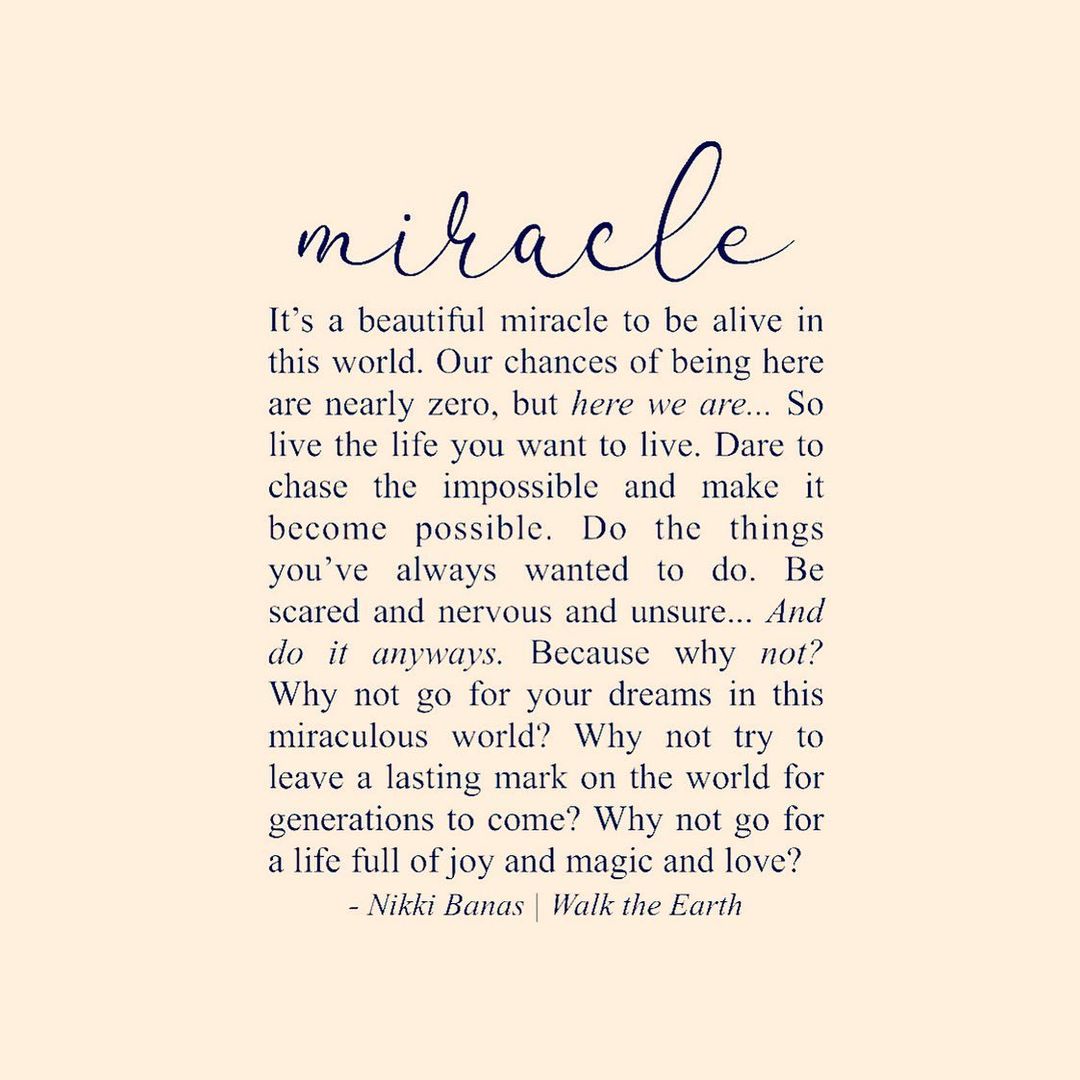 miracle
It’s a beautiful miracle to be alive in
this world. Our chances of being here
are nearly zero, but here we are... So
live the life you want to live. Dare to
chase the impossible and make it
become possible. Do the things
you’ve always wanted to do. Be
scared and nervous and unsure... And
do it anyways. Because why not?
Why not go for your dreams in this
miraculous world? Why not try to
leave a lasting mark on the world for
generations to come? Why not go for
a life full of joy and magic and love?
- Nikki Banas | Walk the Earth